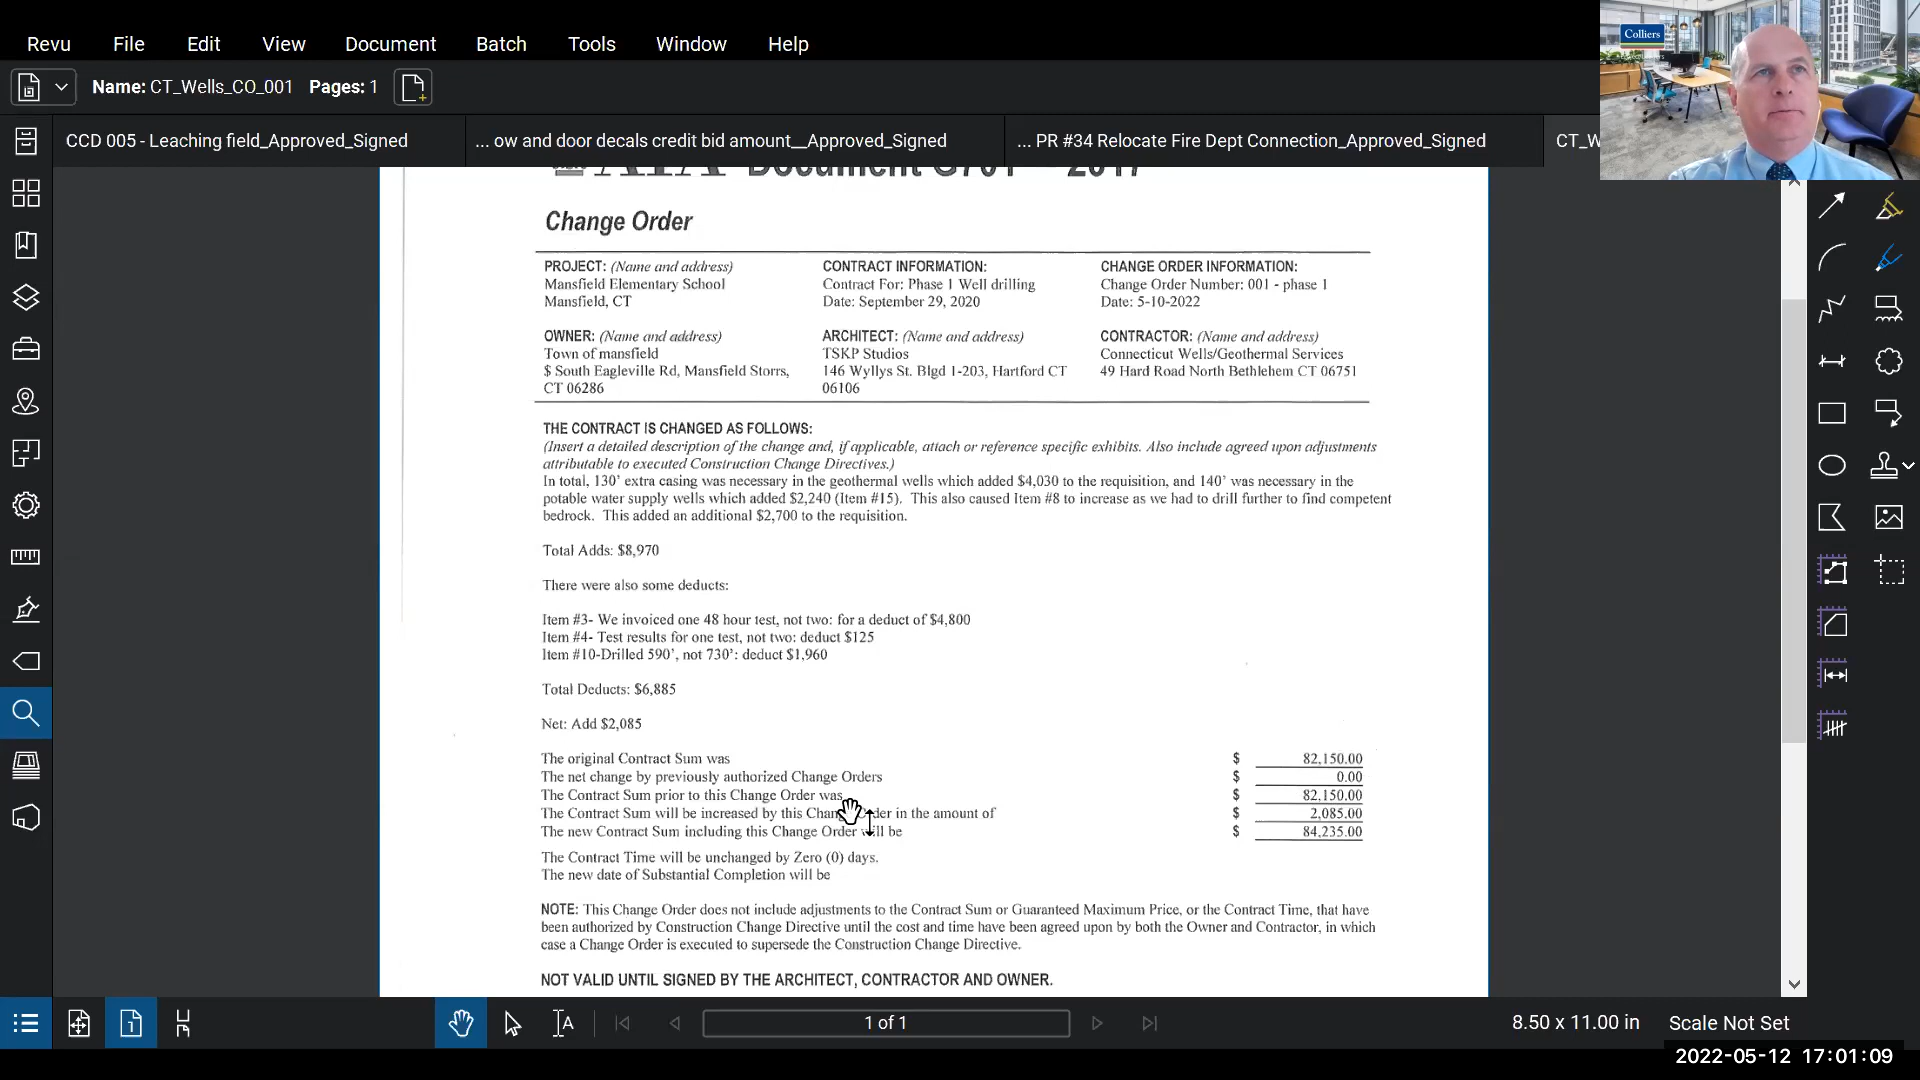 Revu File Edit View Document Batch Tools Window Help
Colliers
Name: CT_Wells_CO_001 Pages: 1
CCD 005 - Leaching field_Approved_Signed
... ow and door decals credit bid amount__Approved_Signed
... PR #34 Relocate Fire Dept Connection_Approved_Signed
CT_W
AIA Document G701 2017
Change Order
PROJECT: (Name and address)
Mansfield Elementary School
Mansfield, CT
CONTRACT INFORMATION:
Contract For: Phase 1 Well drilling
Date: September 29, 2020
CHANGE ORDER INFORMATION:
Change Order Number: 001 - phase 1
Date: 5-10-2022
OWNER: (Name and address)
Town of mansfield
$ South Eagleville Rd, Mansfield Storrs,
CT 06286
ARCHITECT: (Name and address)
TSKP Studios
146 Wyllys St. Blgd 1-203, Hartford CT
06106
CONTRACTOR: (Name and address)
Connecticut Wells/Geothermal Services
49 Hard Road North Bethlehem CT 06751
THE CONTRACT IS CHANGED AS FOLLOWS:
(Insert a detailed description of the change and, if applicable, attach or reference specific exhibits. Also include agreed upon adjustments
attributable to executed Construction Change Directives.)
In total, 130' extra casing was necessary in the geothermal wells which added $4,030 to the requisition, and 140' was necessary in the
potable water supply wells which added $2,240 (Item #15). This also caused Item #8 to increase as we had to drill further to find competent
bedrock. This added an additional $2,700 to the requisition.
Total Adds: $8,970
There were also some deducts:
Item #3- We invoiced one 48 hour test, not two: for a deduct of $4,800
Item #4- Test results for one test, not two: deduct $125
Item #10-Drilled 590', not 730': deduct $1,960
Total Deducts: $6,885
Net: Add $2,085
The original Contract Sum was $ 82,150.00
The net change by previously authorized Change Orders $ 0.00
The Contract Sum prior to this Change Order was $ 82,150.00
The Contract Sum will be increased by this Change Order in the amount of $ 2,085.00
The new Contract Sum including this Change Order will be $ 84,235.00
The Contract Time will be unchanged by Zero (0) days.
The new date of Substantial Completion will be
NOTE: This Change Order does not include adjustments to the Contract Sum or Guaranteed Maximum Price, or the Contract Time, that have
been authorized by Construction Change Directive until the cost and time have been agreed upon by both the Owner and Contractor, in which
case a Change Order is executed to supersede the Construction Change Directive.
NOT VALID UNTIL SIGNED BY THE ARCHITECT, CONTRACTOR AND OWNER.
1 of 1
8.50 x 11.00 in Scale Not Set
2022-05-12 17:01:09